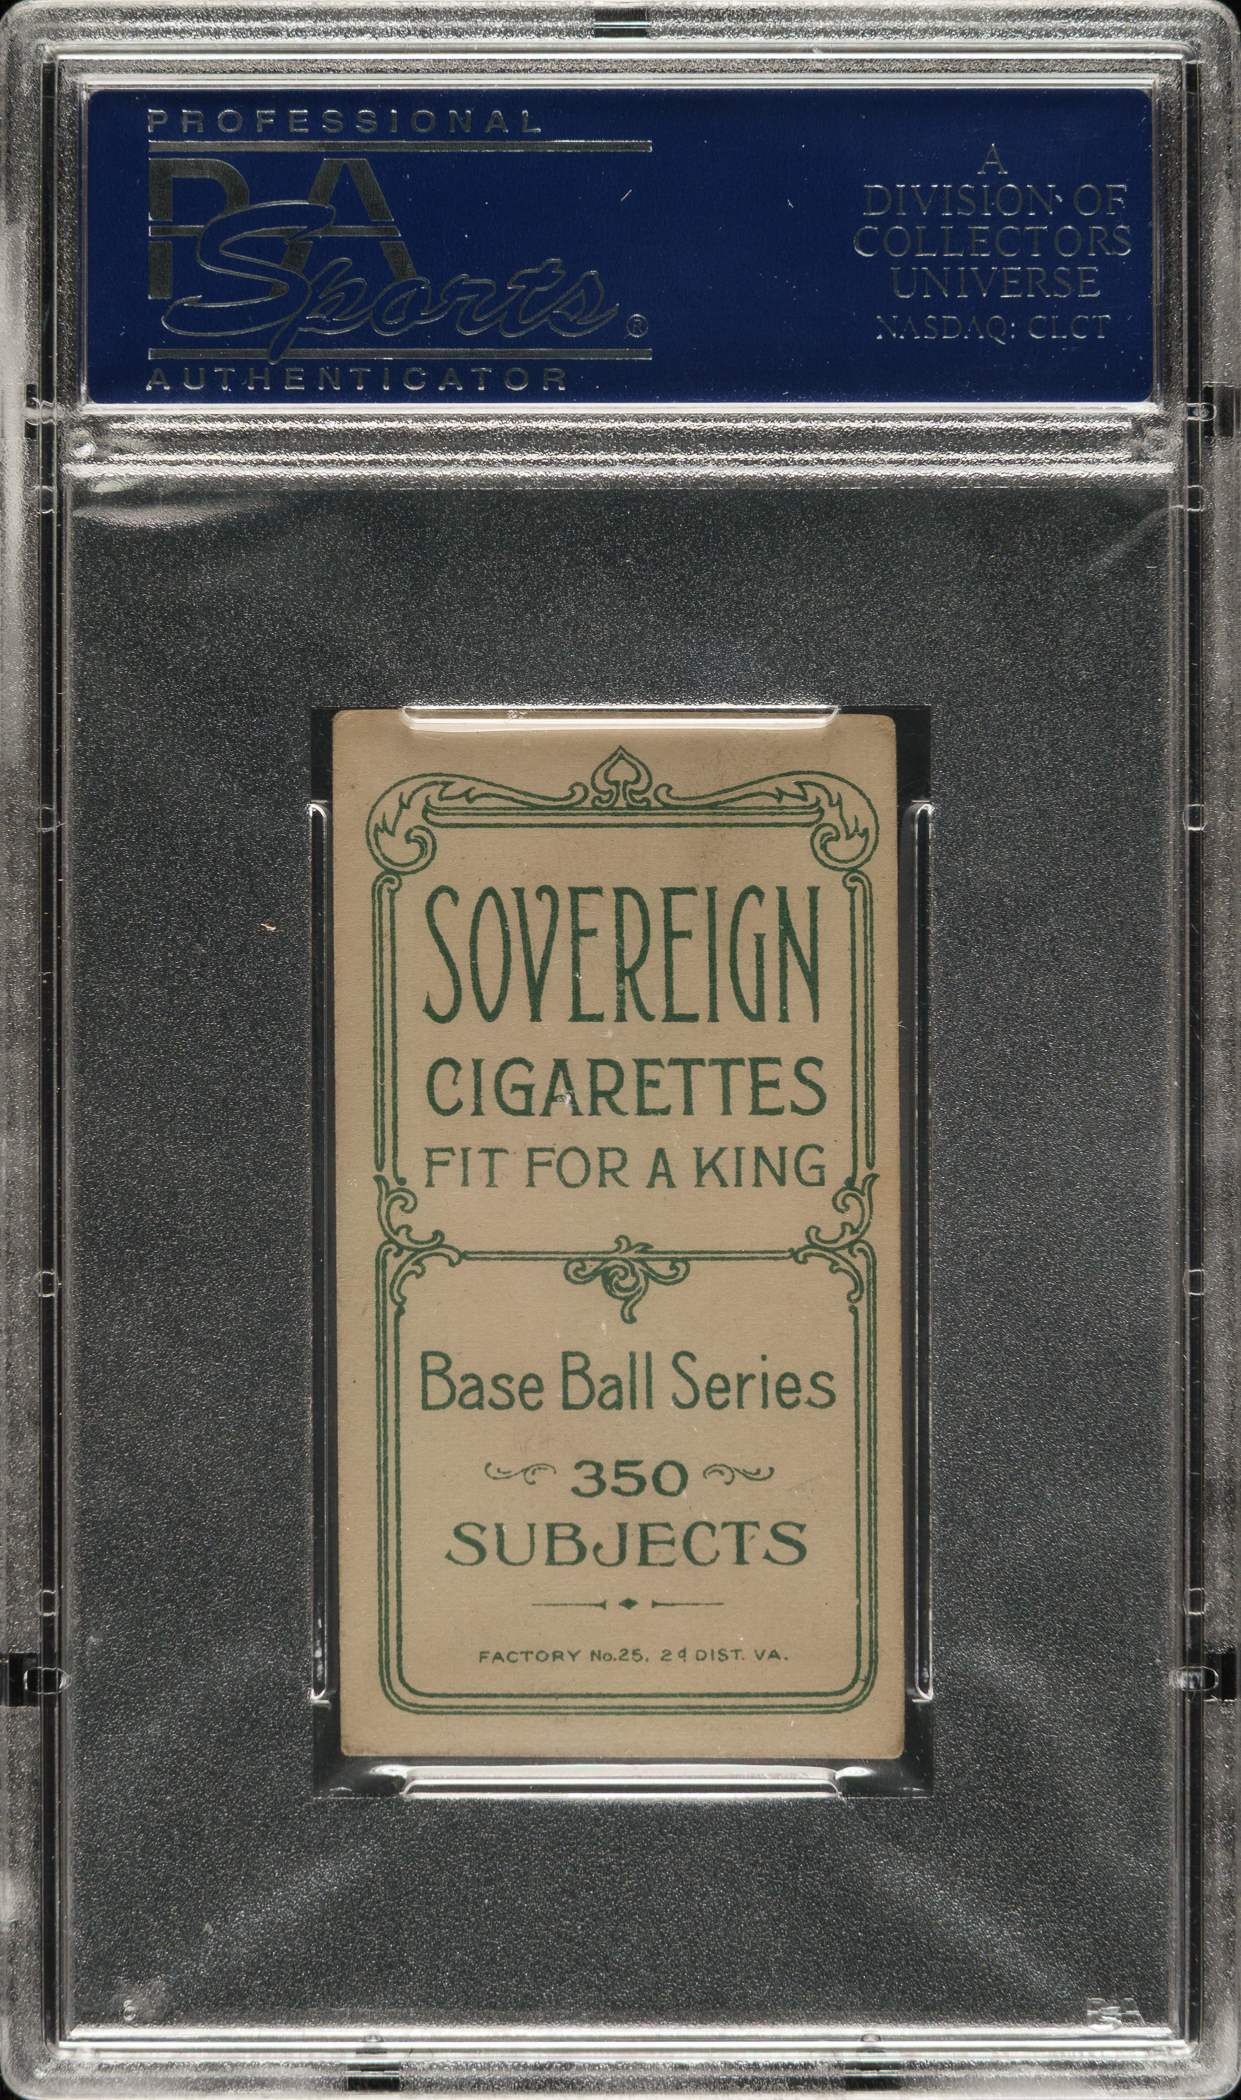 PROFESSIONAL
PSA
Sports ®
AUTHENTICATOR
A
DIVISION OF
COLLECTORS
UNIVERSE
NASDAQ: CLCT
SOVEREIGN
CIGARETTES
FIT FOR A KING
Base Ball Series
350
SUBJECTS
FACTORY No. 25, 2d DIST. VA.
PSA